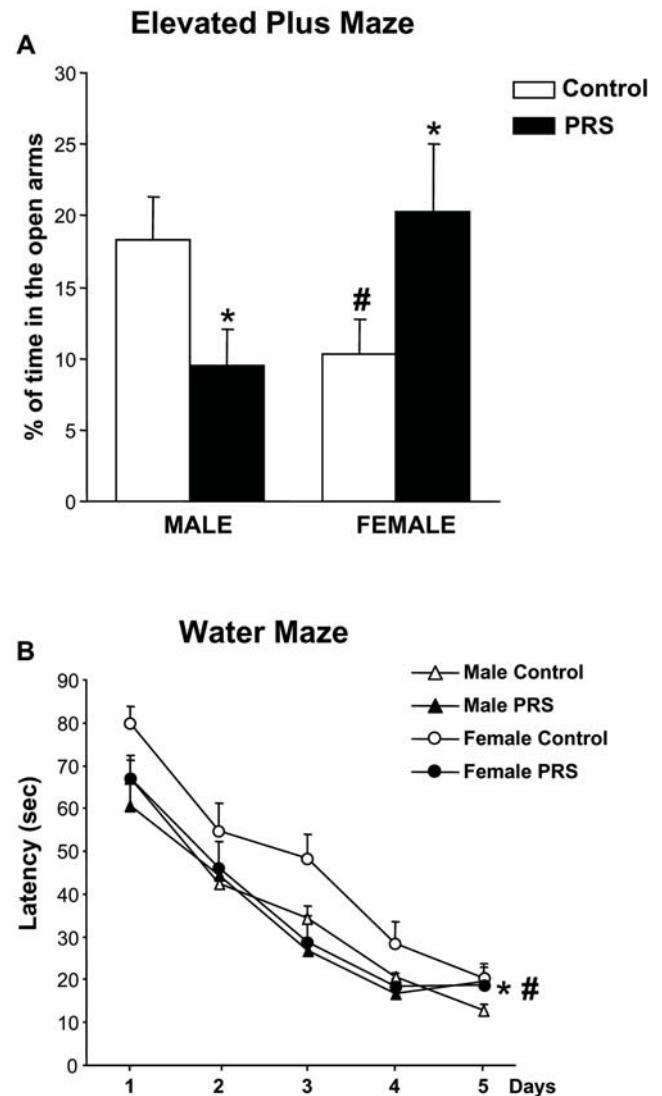 Elevated Plus Maze
A
30
25
20
15
10
5
0
% of time in the open arms
Control
PRS
*
#
*
MALE
FEMALE
Water Maze
B
90
80
70
60
50
40
30
20
10
0
Latency (sec)
Male Control
Male PRS
Female Control
Female PRS
* #
1 2 3 4 5 Days